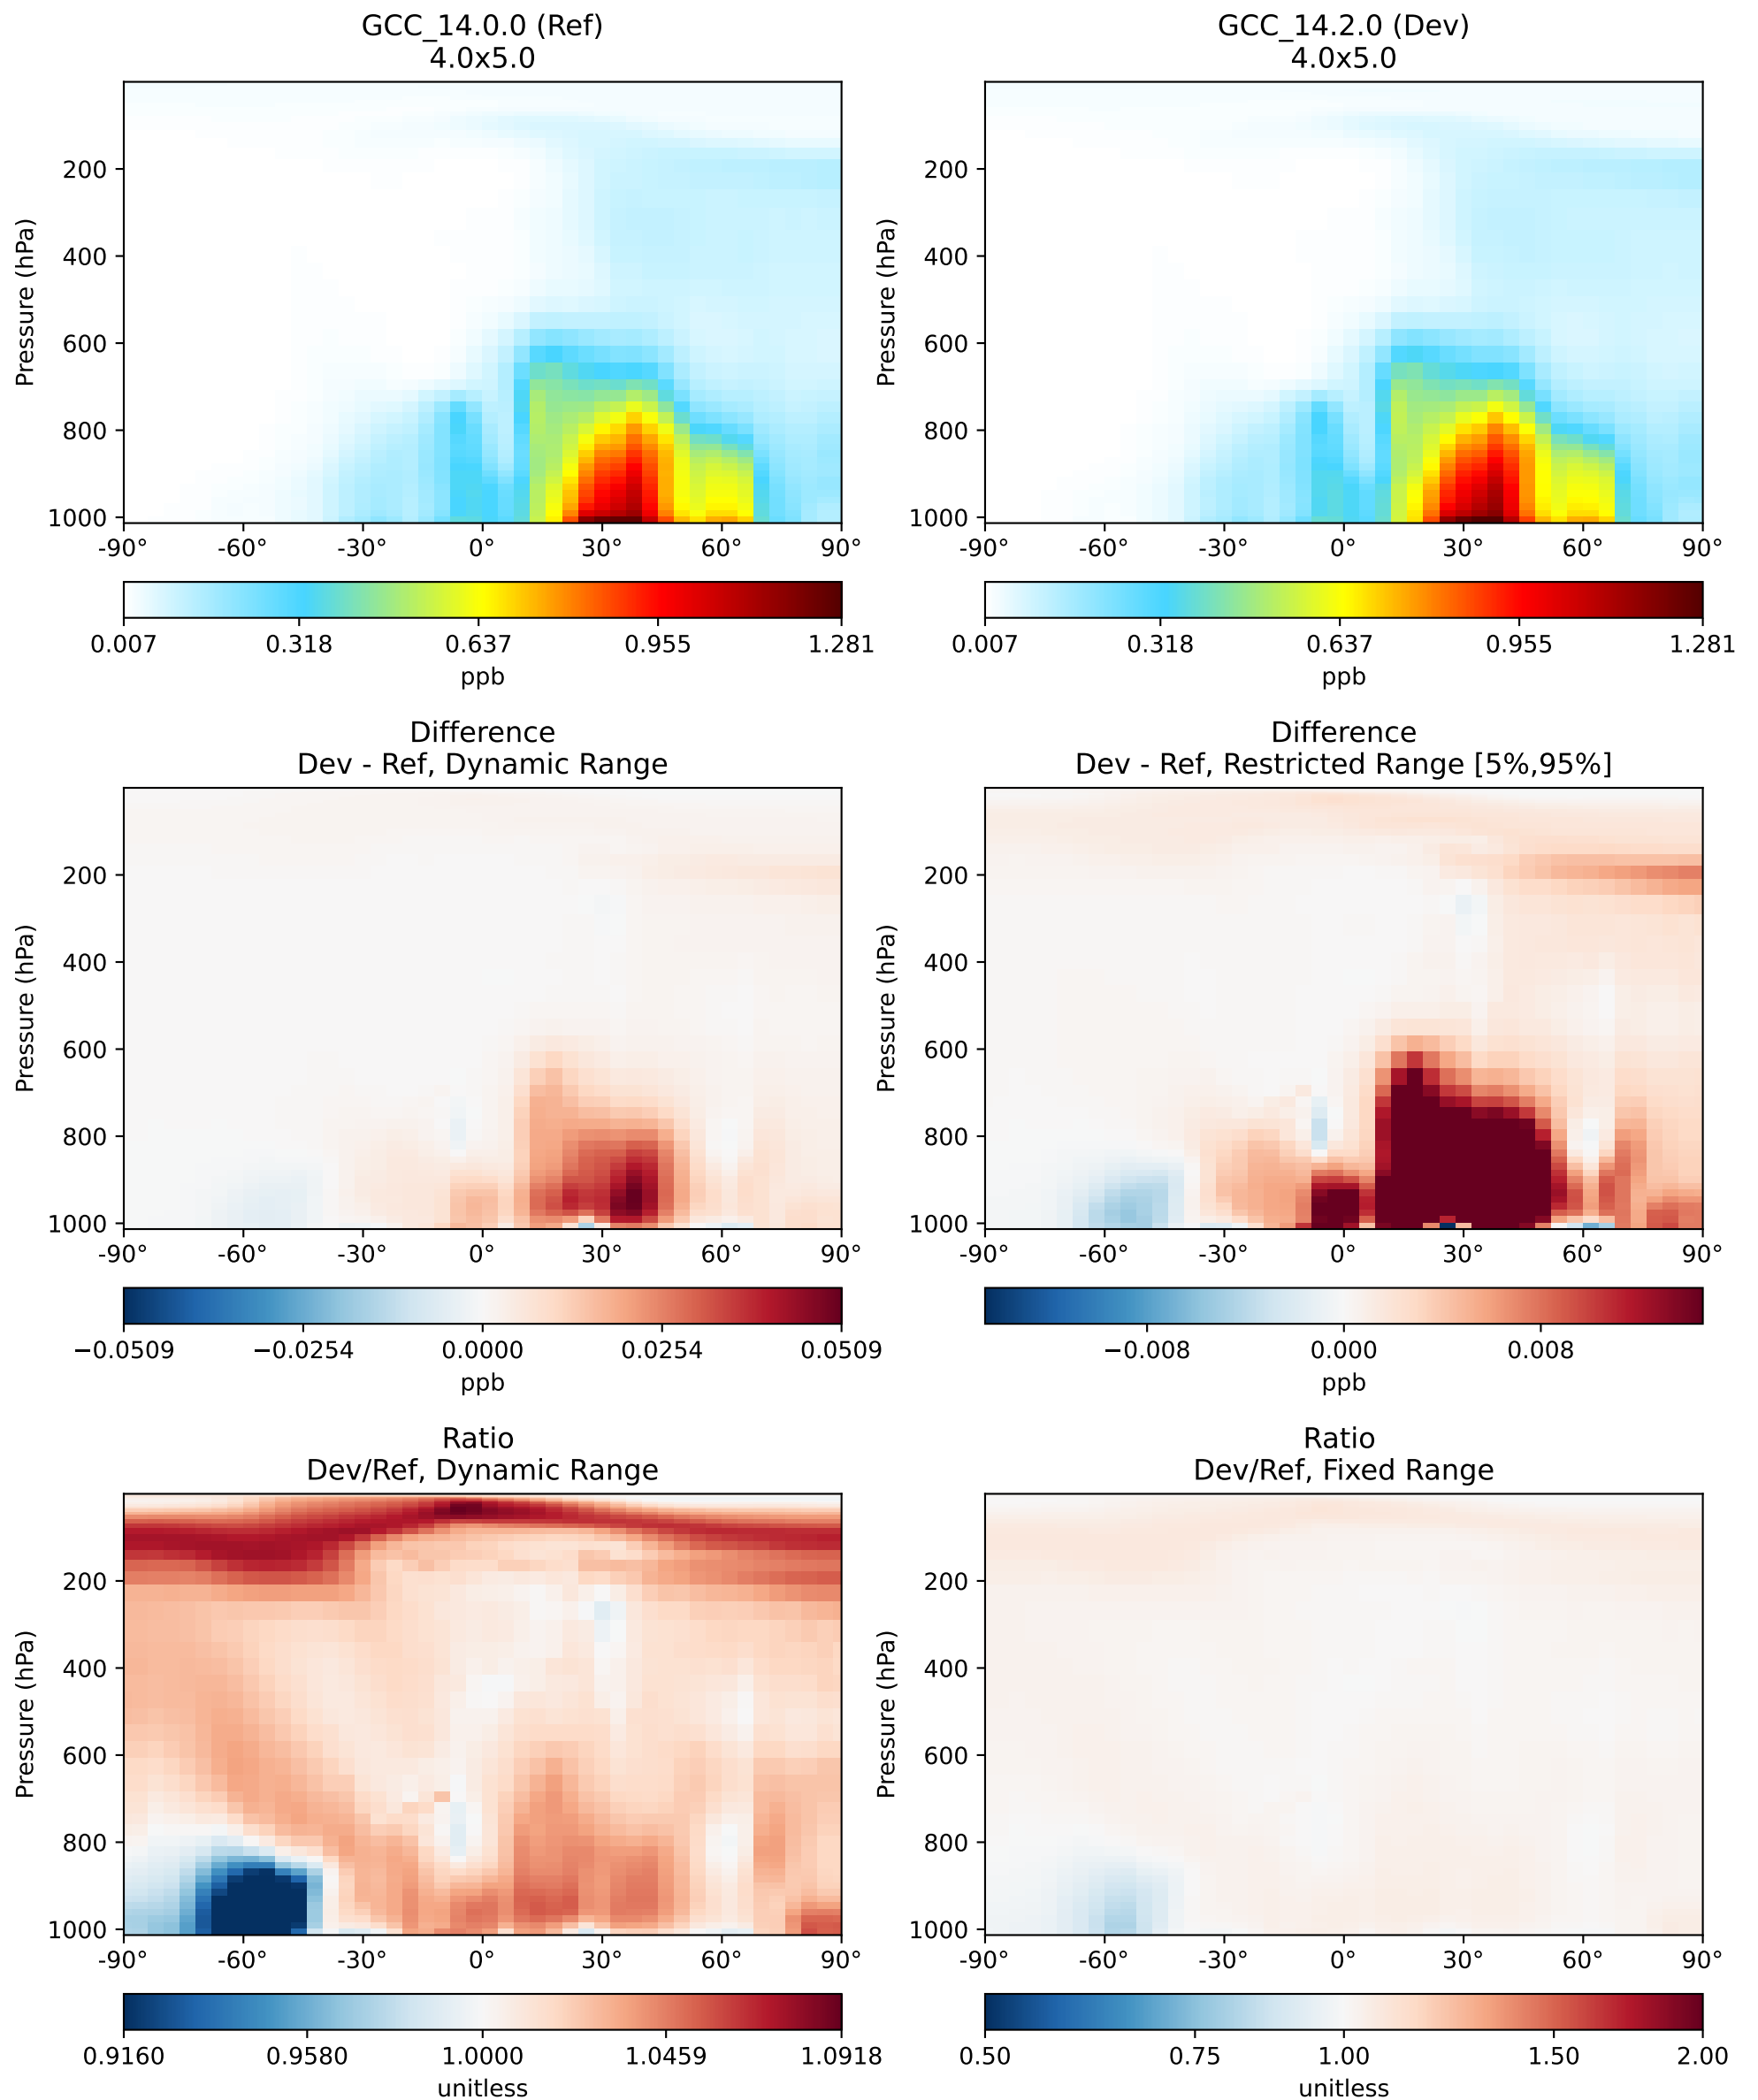 GCC_14.0.0 (Ref)
4.0x5.0
GCC_14.2.0 (Dev)
4.0x5.0
Pressure (hPa)
200
400
600
800
1000
-90° -60° -30° 0° 30° 60° 90°
0.007 0.318 0.637 0.955 1.281
ppb
Pressure (hPa)
200
400
600
800
1000
-90° -60° -30° 0° 30° 60° 90°
0.007 0.318 0.637 0.955 1.281
ppb
Difference
Dev - Ref, Dynamic Range
Difference
Dev - Ref, Restricted Range [5%,95%]
Pressure (hPa)
200
400
600
800
1000
-90° -60° -30° 0° 30° 60° 90°
−0.0509 −0.0254 0.0000 0.0254 0.0509
ppb
Pressure (hPa)
200
400
600
800
1000
-90° -60° -30° 0° 30° 60° 90°
−0.008 0.000 0.008
ppb
Ratio
Dev/Ref, Dynamic Range
Ratio
Dev/Ref, Fixed Range
Pressure (hPa)
200
400
600
800
1000
-90° -60° -30° 0° 30° 60° 90°
0.9160 0.9580 1.0000 1.0459 1.0918
unitless
Pressure (hPa)
200
400
600
800
1000
-90° -60° -30° 0° 30° 60° 90°
0.50 0.75 1.00 1.50 2.00
unitless